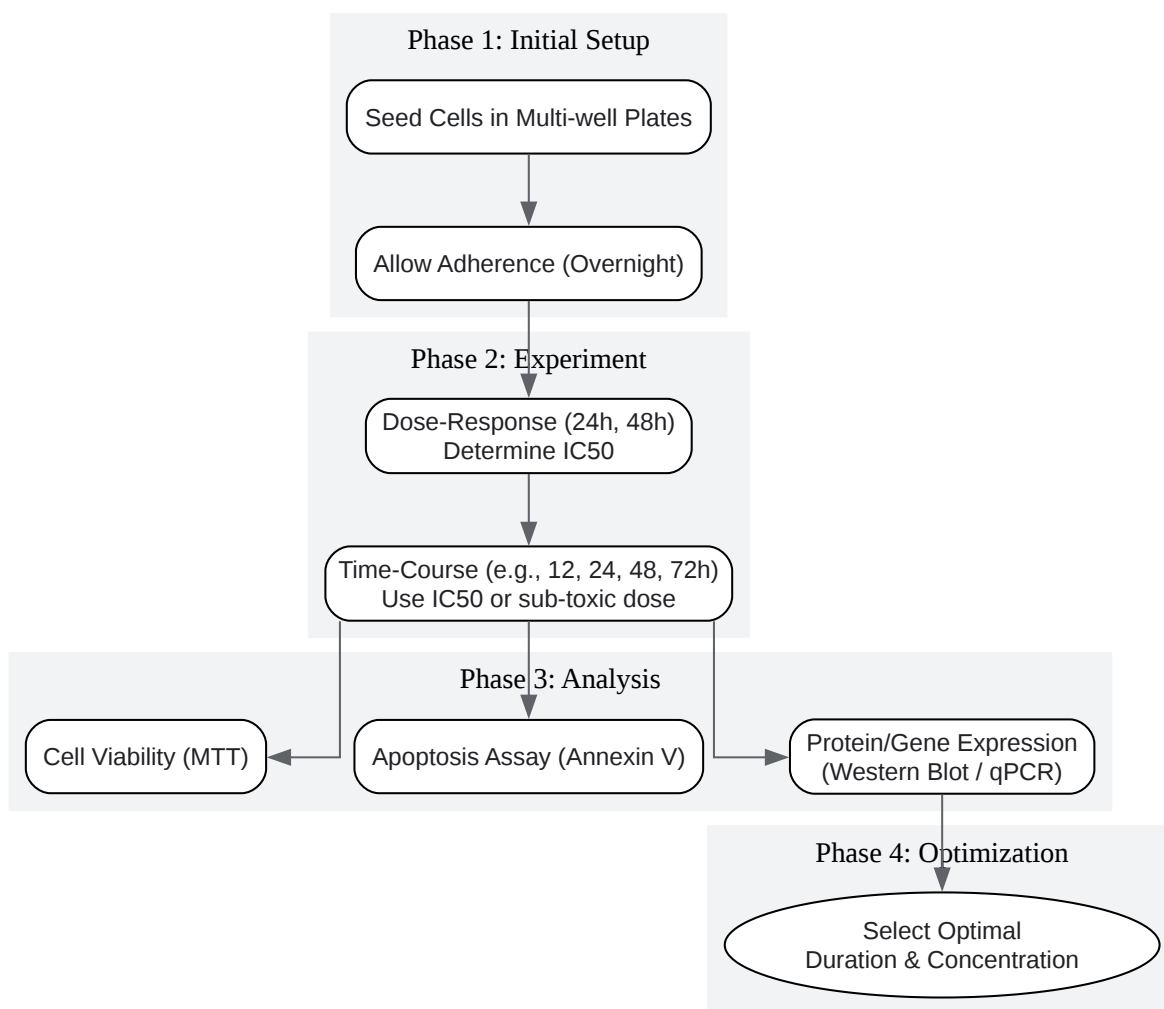 Phase 1: Initial Setup
Seed Cells in Multi-well Plates
Allow Adherence (Overnight)
Phase 2: Experiment
Dose-Response (24h, 48h)
Determine IC50
Time-Course (e.g., 12, 24, 48, 72h)
Use IC50 or sub-toxic dose
Phase 3: Analysis
Cell Viability (MTT)
Apoptosis Assay (Annexin V)
Protein/Gene Expression
(Western Blot / qPCR)
Phase 4: Optimization
Select Optimal
Duration & Concentration